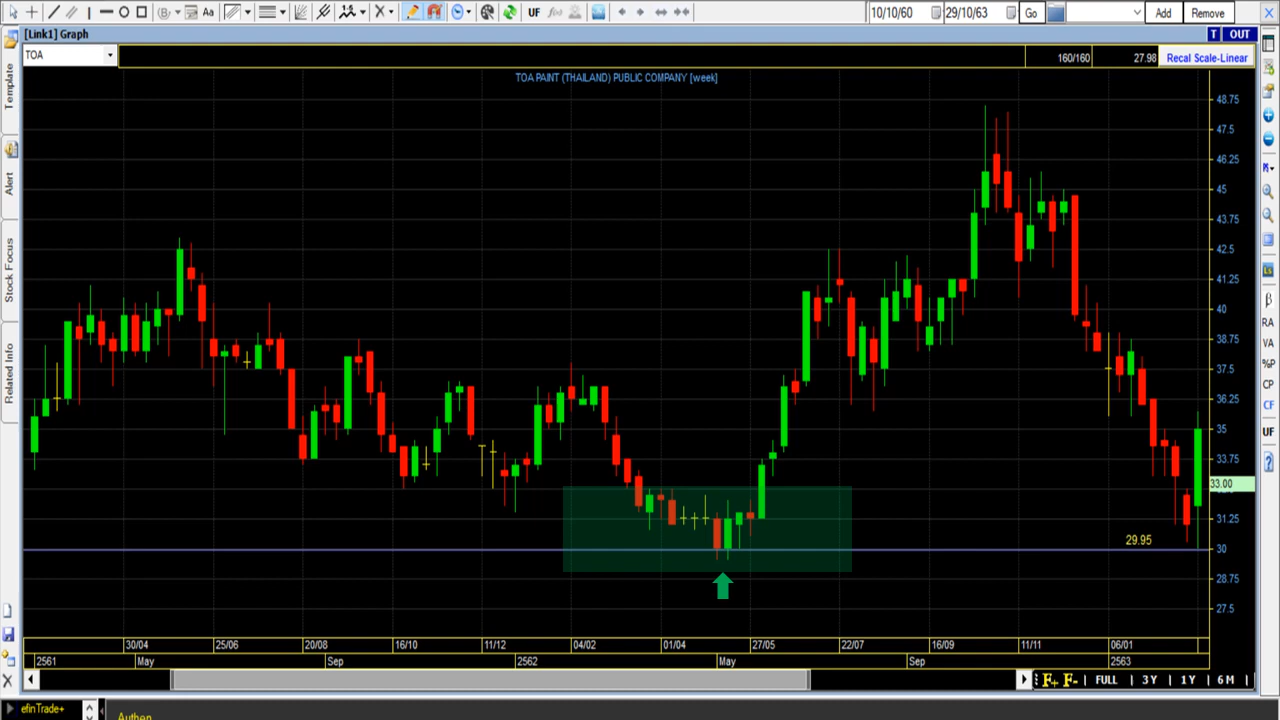 Aa
UF
10/10/60
29/10/63
Go
Add
Remove
[Link1] Graph
T
OUT
TOA
160/160
27.98
Recal Scale-Linear
TOA PAINT (THAILAND) PUBLIC COMPANY [week]
Template
Alert
Stock Focus
Related Info
48.75
47.5
46.25
45
43.75
42.5
41.25
40
38.75
37.5
36.25
35
33.75
33.00
31.25
29.95
30
28.75
27.5
β
RA
VA
%P
CP
CF
UF
30/04
25/06
20/08
16/10
11/12
04/02
01/04
27/05
22/07
16/09
11/11
06/01
2561
May
Sep
2562
May
Sep
2563
F+
F-
FULL
3 Y
1 Y
6 M
efinTrade+
Authen